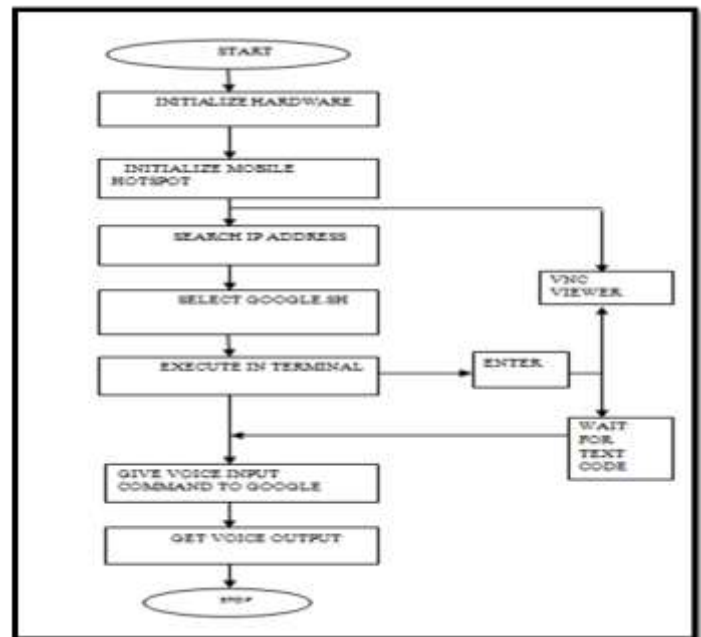 START
INITIALIZE HARDWARE
INITIALIZE MOBILE
HOTSPOT
SEARCH IP ADDRESS
VNC
VIEWER
SELECT GOOGLE.SH
EXECUTE IN TERMINAL
ENTER
WAIT
FOR
TEXT
CODE
GIVE VOICE INPUT
COMMAND TO GOOGLE
GET VOICE OUTPUT
STOP